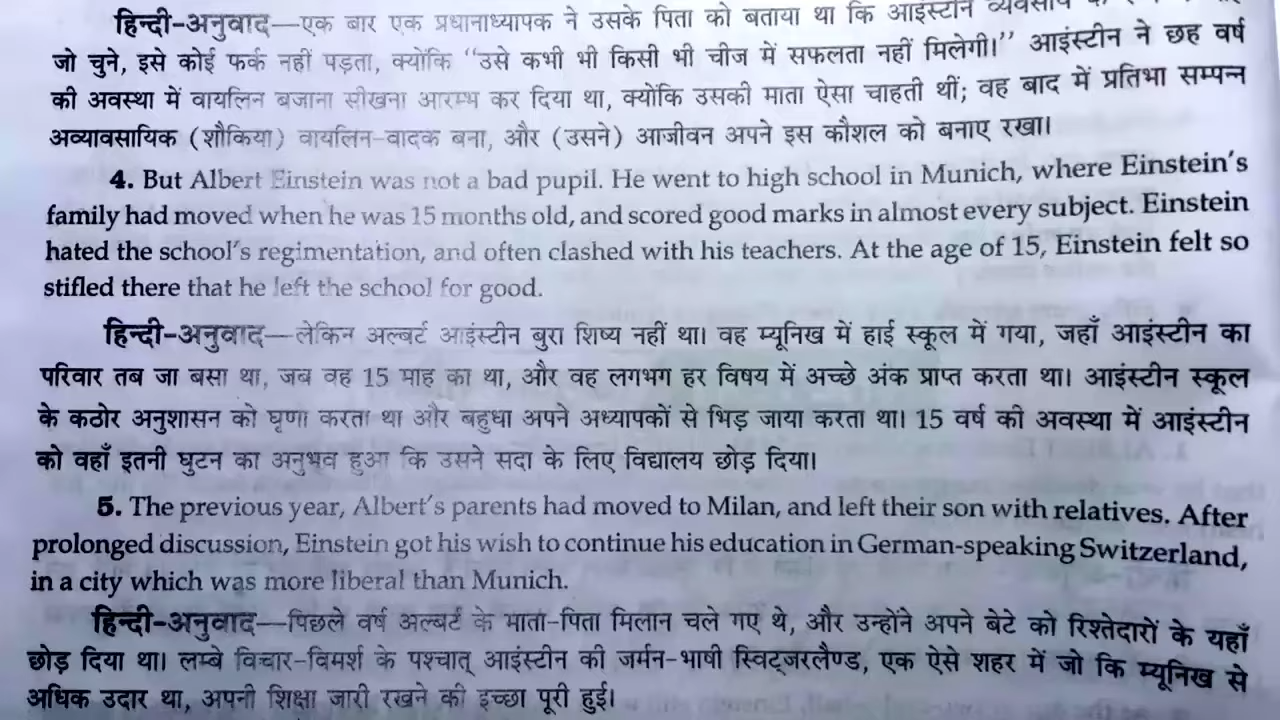 हिन्दी-अनुवाद—एक बार एक प्रधानाध्यापक ने उसके पिता को बताया था कि आइंस्टीन व्यवसाय
जो चुने, इसे कोई फर्क नहीं पड़ता, क्योंकि “उसे कभी भी किसी भी चीज में सफलता नहीं मिलेगी।” आइंस्टीन ने छह वर्ष
की अवस्था में वायलिन बजाना सीखना आरम्भ कर दिया था, क्योंकि उसकी माता ऐसा चाहती थीं; वह बाद में प्रतिभा सम्पन्न
अव्यावसायिक (शौकिया) वायलिन-वादक बना, और (उसने) आजीवन अपने इस कौशल को बनाए रखा।
4. But Albert Einstein was not a bad pupil. He went to high school in Munich, where Einstein’s
family had moved when he was 15 months old, and scored good marks in almost every subject. Einstein
hated the school’s regimentation, and often clashed with his teachers. At the age of 15, Einstein felt so
stifled there that he left the school for good.
हिन्दी-अनुवाद—लेकिन अल्बर्ट आइंस्टीन बुरा शिष्य नहीं था। वह म्यूनिख में हाई स्कूल में गया, जहाँ आइंस्टीन का
परिवार तब जा बसा था, जब वह 15 माह का था, और वह लगभग हर विषय में अच्छे अंक प्राप्त करता था। आइंस्टीन स्कूल
के कठोर अनुशासन को घृणा करता था और बहुधा अपने अध्यापकों से भिड़ जाया करता था। 15 वर्ष की अवस्था में आइंस्टीन
को वहाँ इतनी घुटन का अनुभव हुआ कि उसने सदा के लिए विद्यालय छोड़ दिया।
5. The previous year, Albert’s parents had moved to Milan, and left their son with relatives. After
prolonged discussion, Einstein got his wish to continue his education in German-speaking Switzerland,
in a city which was more liberal than Munich.
हिन्दी-अनुवाद—पिछले वर्ष अल्बर्ट के माता-पिता मिलान चले गए थे, और उन्होंने अपने बेटे को रिश्तेदारों के यहाँ
छोड़ दिया था। लम्बे विचार-विमर्श के पश्चात् आइंस्टीन की जर्मन-भाषी स्विट्जरलैण्ड, एक ऐसे शहर में जो कि म्यूनिख से
अधिक उदार था, अपनी शिक्षा जारी रखने की इच्छा पूरी हुई।